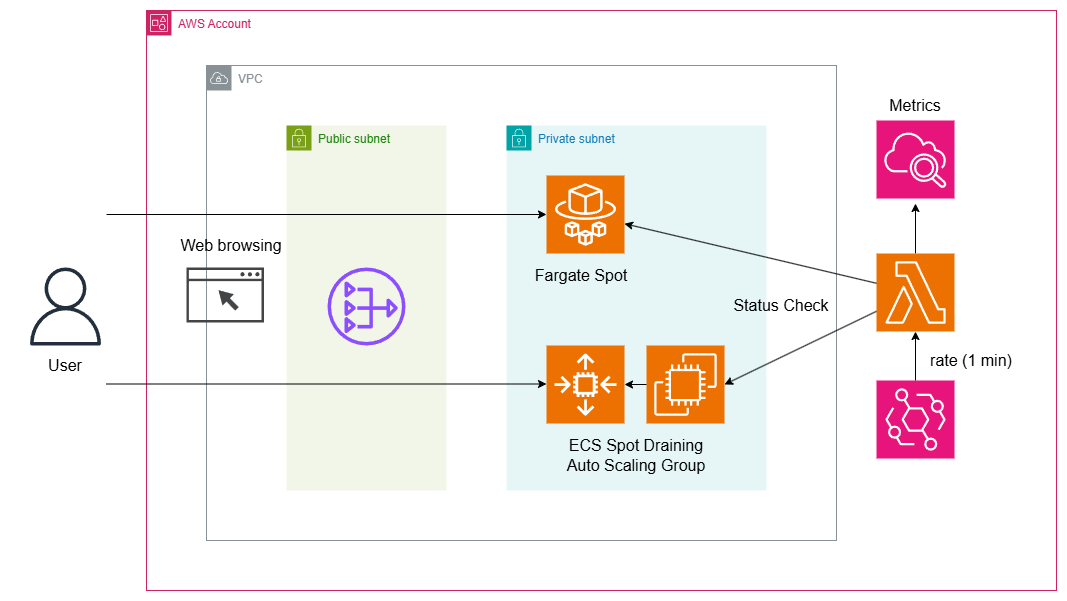 AWS Account
VPC
Metrics
Public subnet
Private subnet
Web browsing
Fargate Spot
Status Check
User
rate (1 min)
ECS Spot Draining
Auto Scaling Group